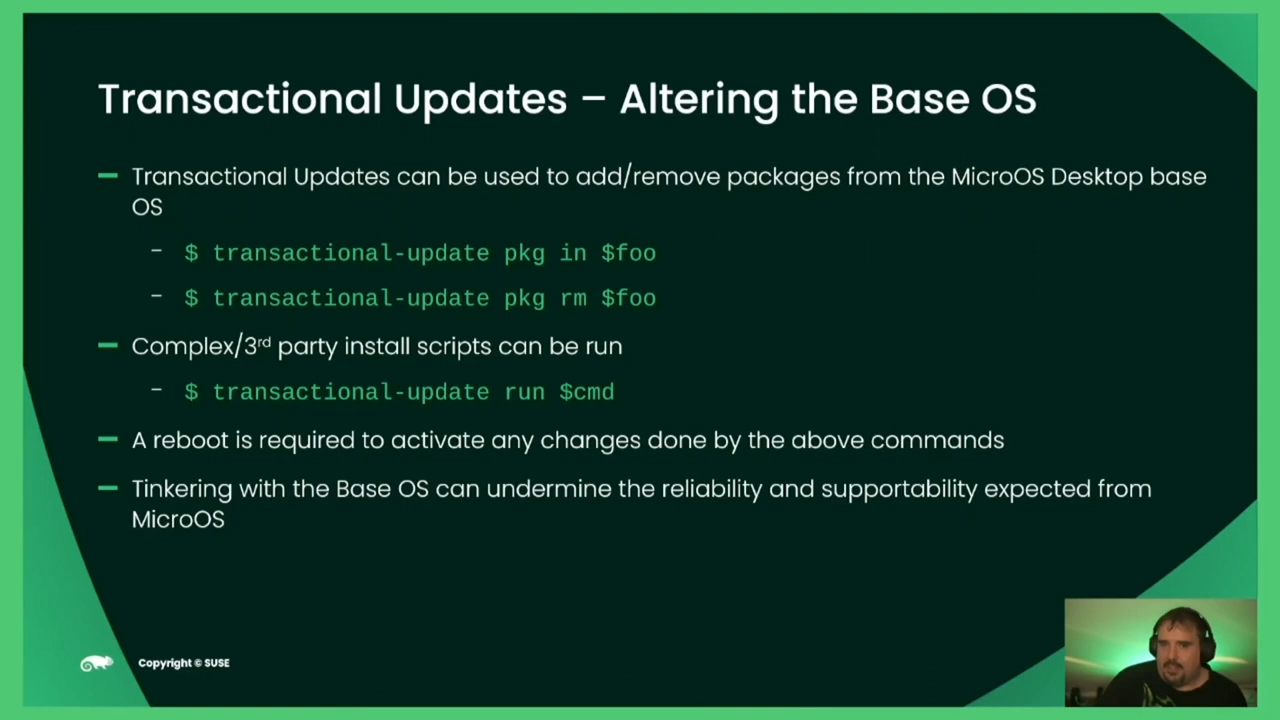 Transactional Updates – Altering the Base OS
Transactional Updates can be used to add/remove packages from the MicroOS Desktop base
OS
- $ transactional-update pkg in $foo
- $ transactional-update pkg rm $foo
Complex/3rd party install scripts can be run
- $ transactional-update run $cmd
A reboot is required to activate any changes done by the above commands
Tinkering with the Base OS can undermine the reliability and supportability expected from
MicroOS
Copyright © SUSE